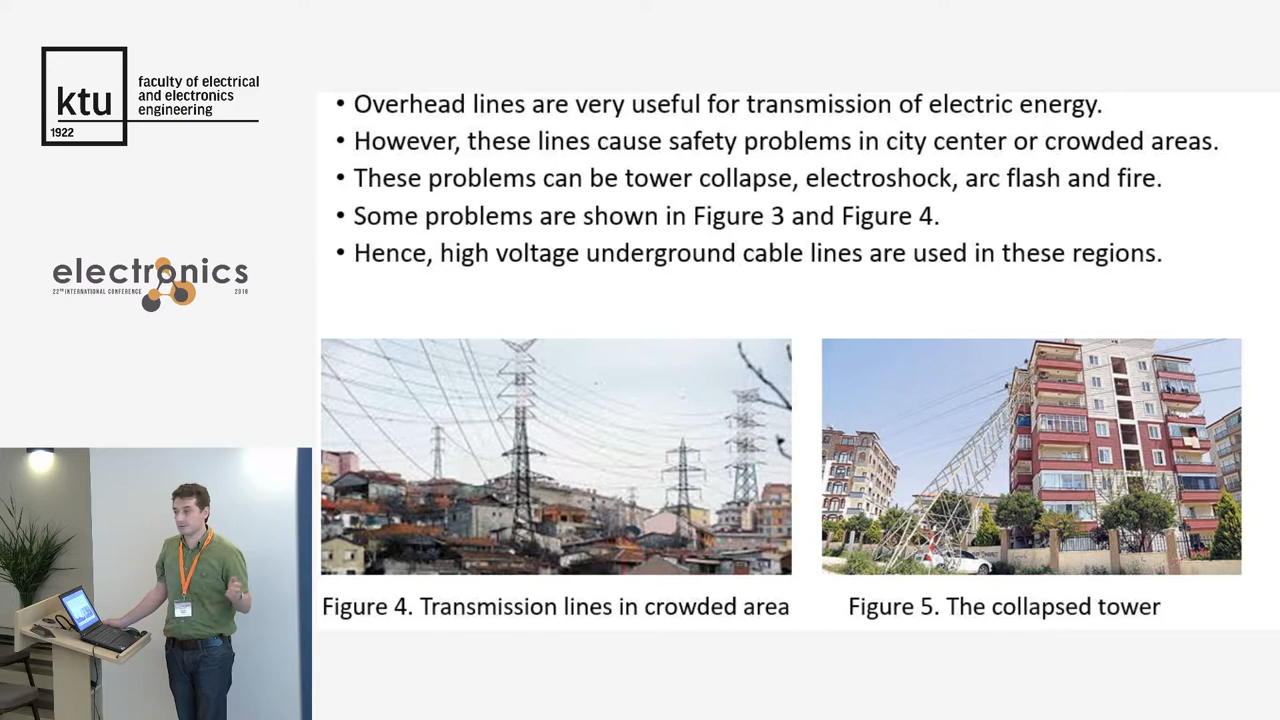 ktu
1922
faculty of electrical
and electronics
engineering
electronics
22ND INTERNATIONAL CONFERENCE 2018
• Overhead lines are very useful for transmission of electric energy.
• However, these lines cause safety problems in city center or crowded areas.
• These problems can be tower collapse, electroshock, arc flash and fire.
• Some problems are shown in Figure 3 and Figure 4.
• Hence, high voltage underground cable lines are used in these regions.
Figure 4. Transmission lines in crowded area
Figure 5. The collapsed tower